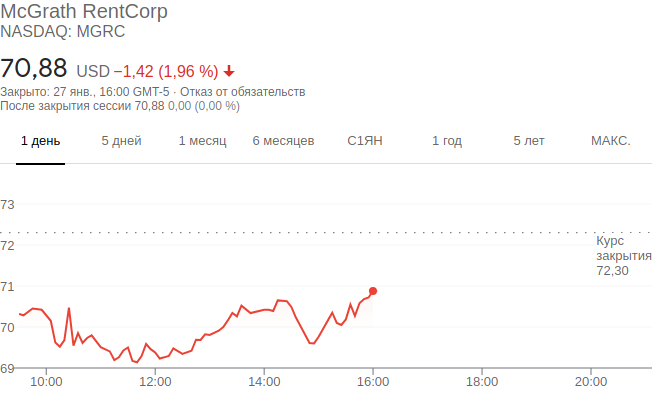 McGrath RentCorp
NASDAQ: MGRC
70,88 USD −1,42 (1,96 %)
Закрыто: 27 янв., 16:00 GMT-5 · Отказ от обязательств
После закрытия сессии 70,88 0,00 (0,00 %)
1 день 5 дней 1 месяц 6 месяцев С1ЯН 1 год 5 лет МАКС.
73
72
71
70
69
Курс
закрытия
72,30
10:00 12:00 14:00 16:00 18:00 20:00